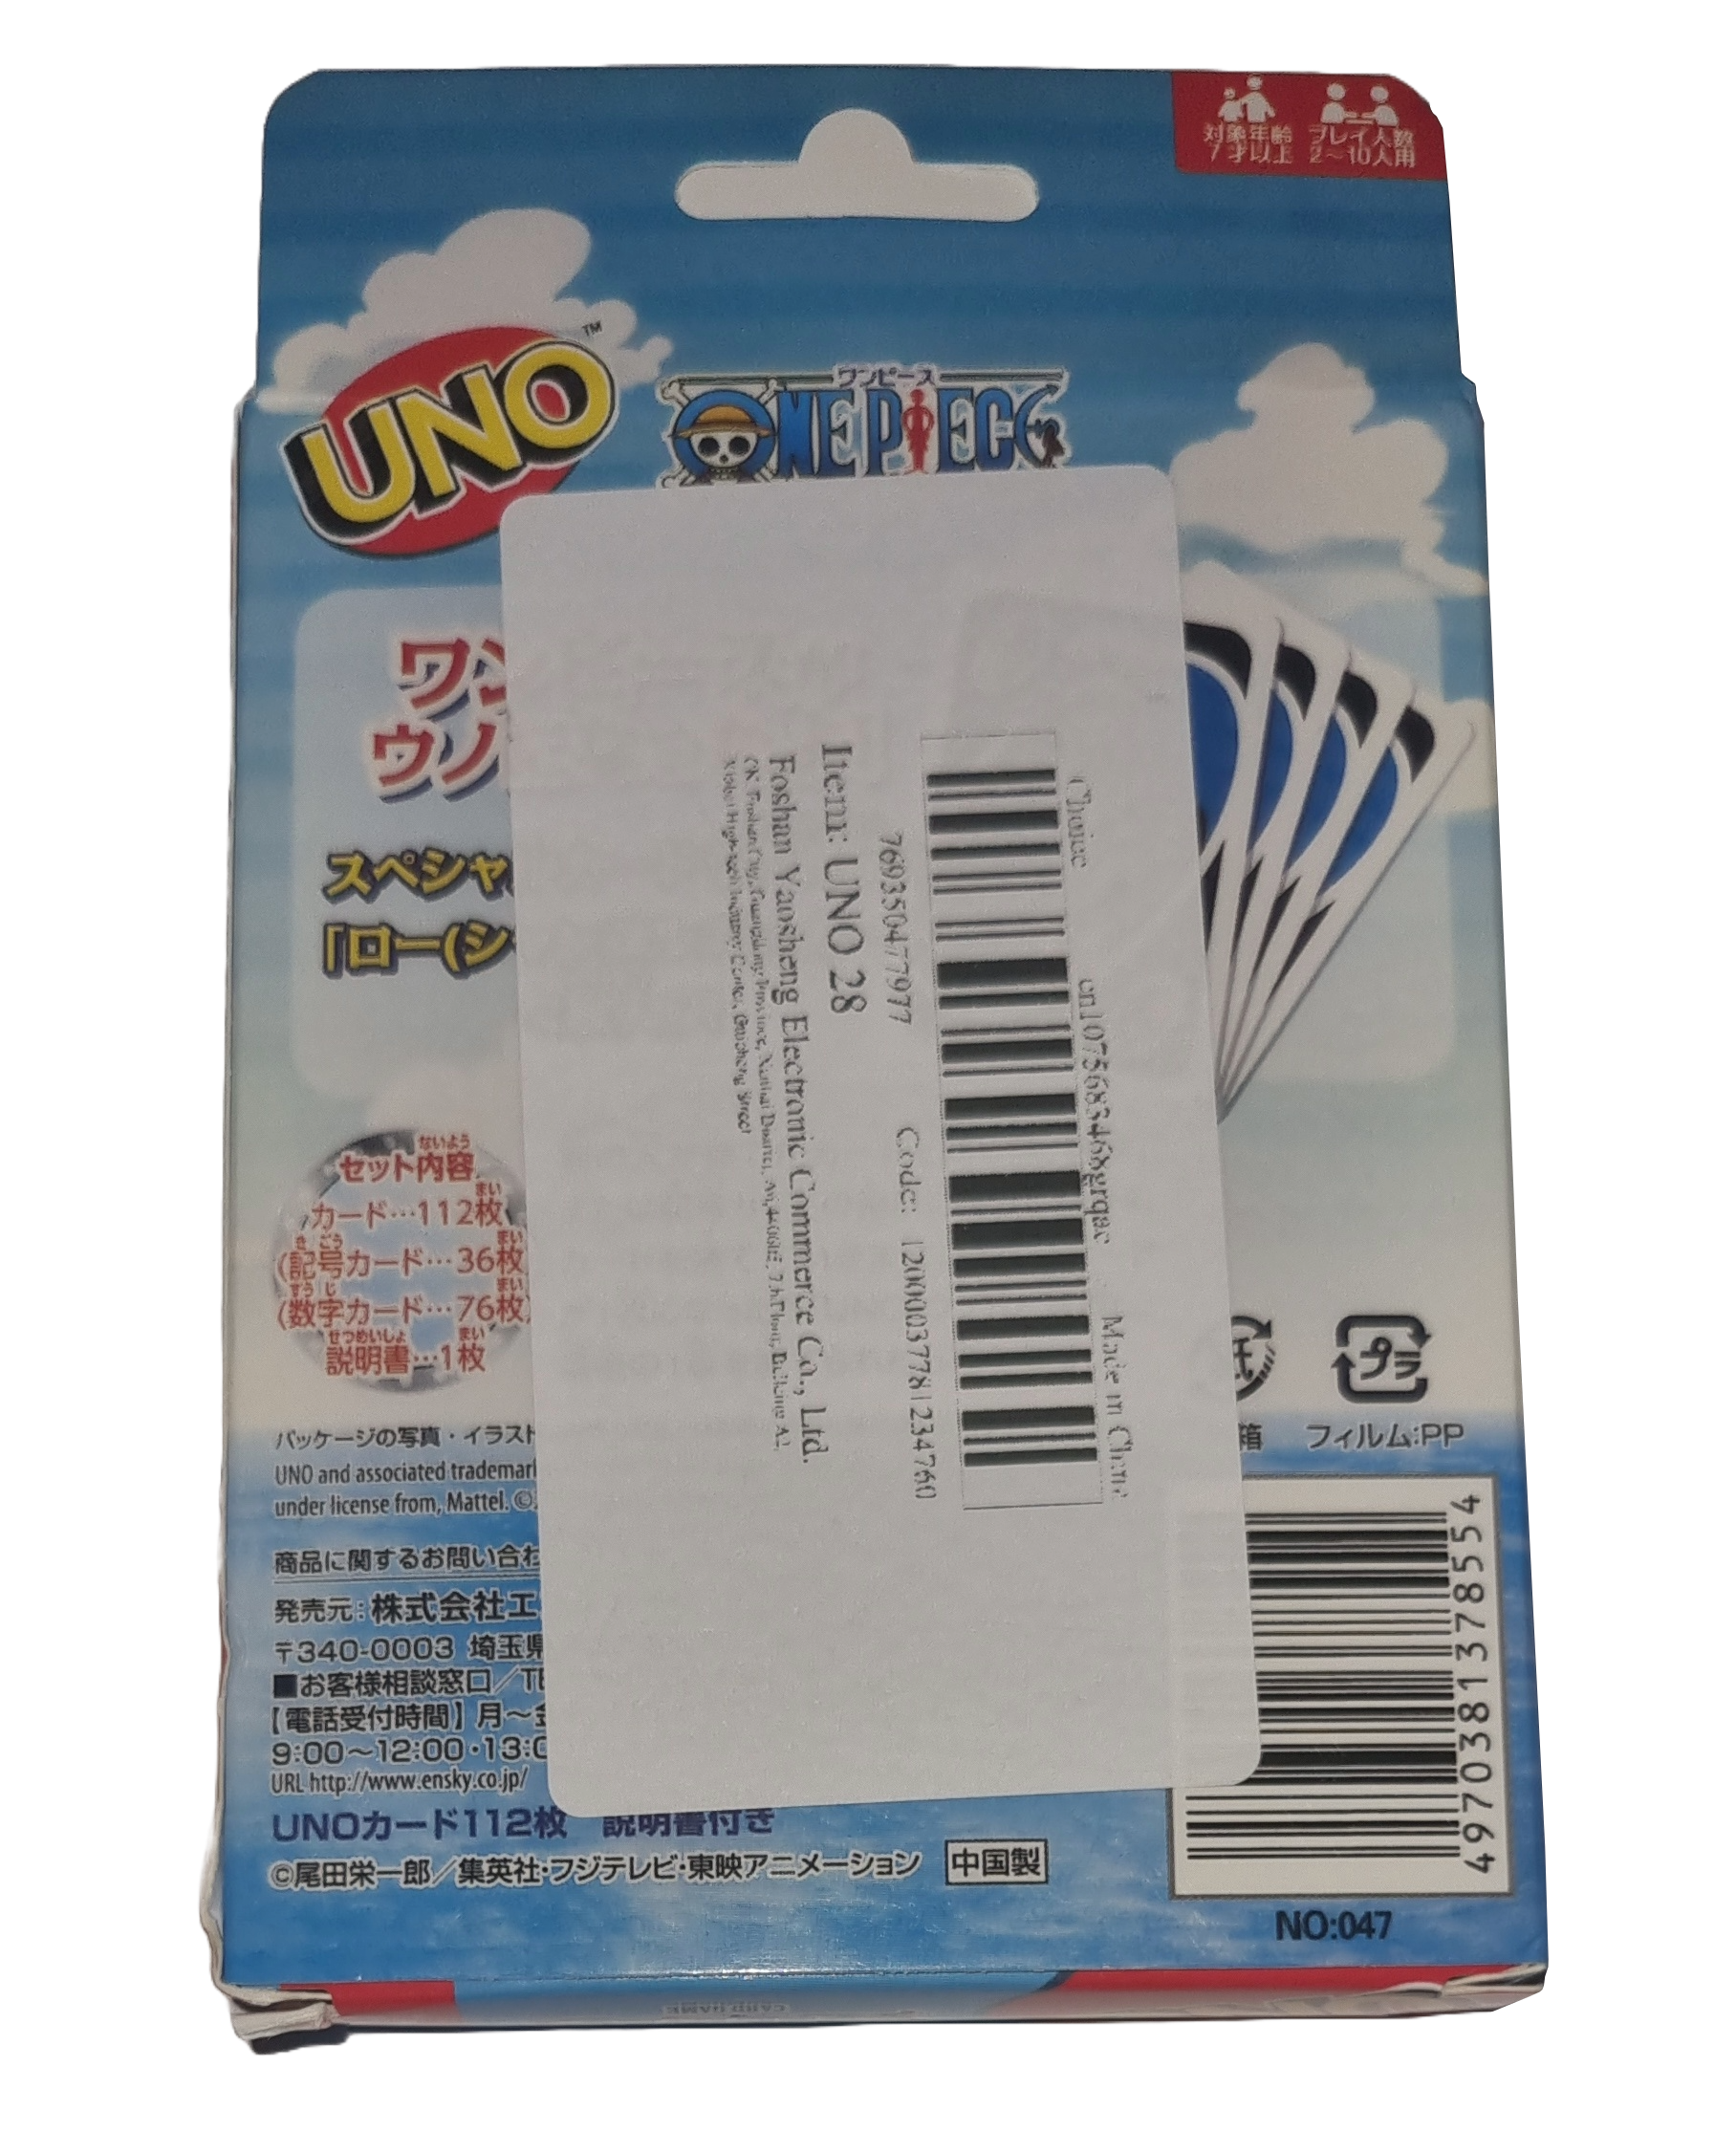 対象年齢
7才以上
プレイ人数
2〜10人用
UNO™
ワンピース
ONE PIECE
ワン
ウノ
スペシャ
「ロー(シ
ないよう
セット内容
まい
カード…112枚
きごう まい
(記号カード…36枚
すうじ まい
(数字カード…76枚)
せつめいしょ まい
説明書…1枚
Choice cn1075683468grqae Made in China
76935047797​7 Code: 12000037781234760
Item: UNO 28
Foshan Yaosheng Electronic Commerce Co., Ltd.
箱 フィルム:PP
プラ
パッケージの写真・イラスト
UNO and associated trademar
under license from, Mattel. ©
商品に関するお問い合わ
発売元:株式会社エ
〒340-0003 埼玉県
■お客様相談窓口/TE
【電話受付時間】月〜金
9:00〜12:00・13:0
URL http://www.ensky.co.jp/
UNOカード112枚 説明書付き
©尾田栄一郎/集英社・フジテレビ・東映アニメーション 中国製
4970381378554
NO:047
CARD GAME